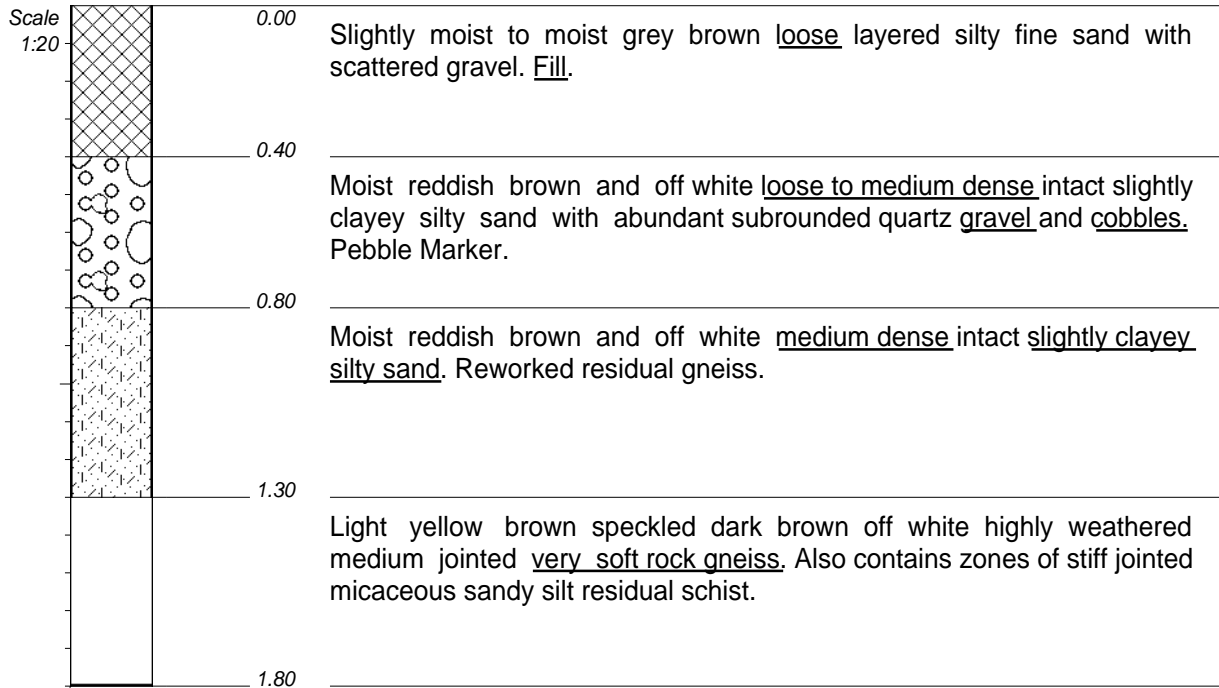 Scale
1:20
0.00
Slightly moist to moist grey brown loose layered silty fine sand with
scattered gravel. Fill.
0.40
Moist reddish brown and off white loose to medium dense intact slightly
clayey silty sand with abundant subrounded quartz gravel and cobbles.
Pebble Marker.
0.80
Moist reddish brown and off white medium dense intact slightly clayey
silty sand. Reworked residual gneiss.
1.30
Light yellow brown speckled dark brown off white highly weathered
medium jointed very soft rock gneiss. Also contains zones of stiff jointed
micaceous sandy silt residual schist.
1.80